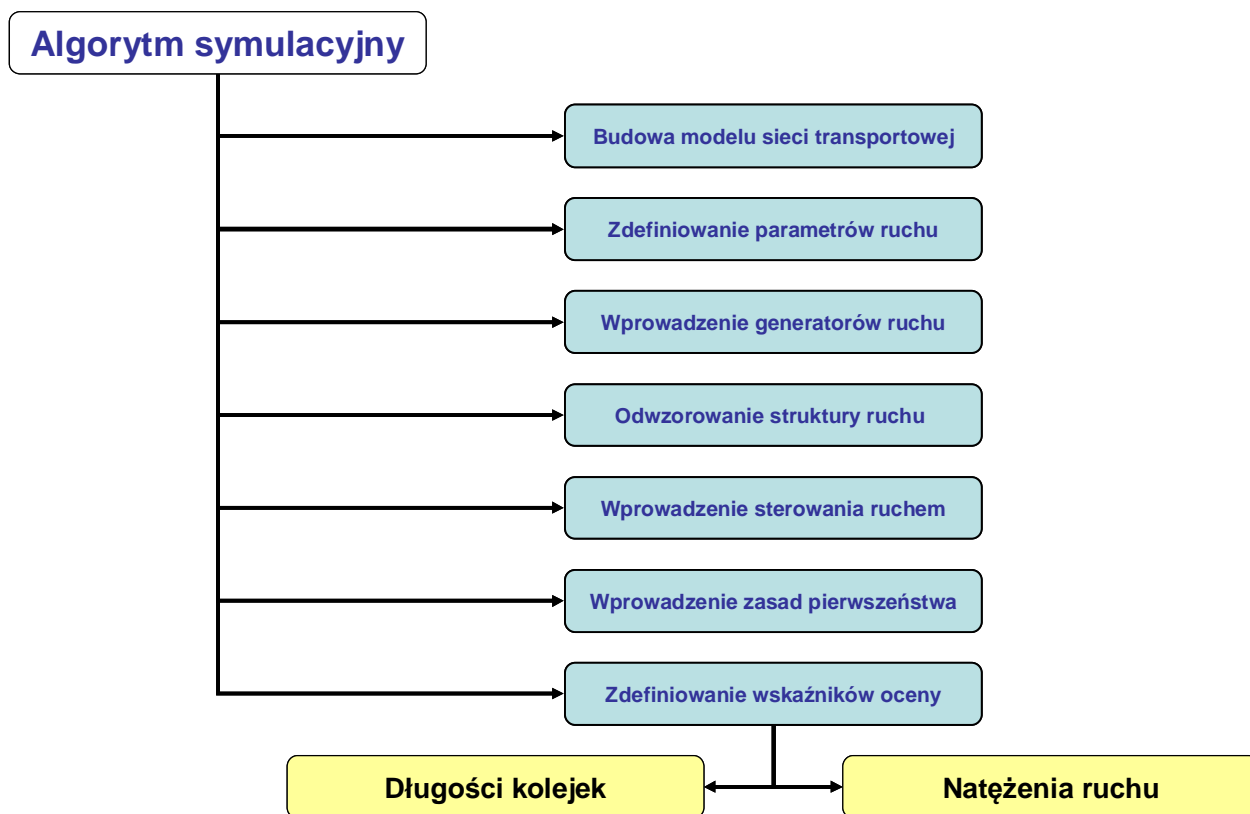 Algorytm symulacyjny
Budowa modelu sieci transportowej
Zdefiniowanie parametrów ruchu
Wprowadzenie generatorów ruchu
Odwzorowanie struktury ruchu
Wprowadzenie sterowania ruchem
Wprowadzenie zasad pierwszeństwa
Zdefiniowanie wskaźników oceny
Długości kolejek
Natężenia ruchu